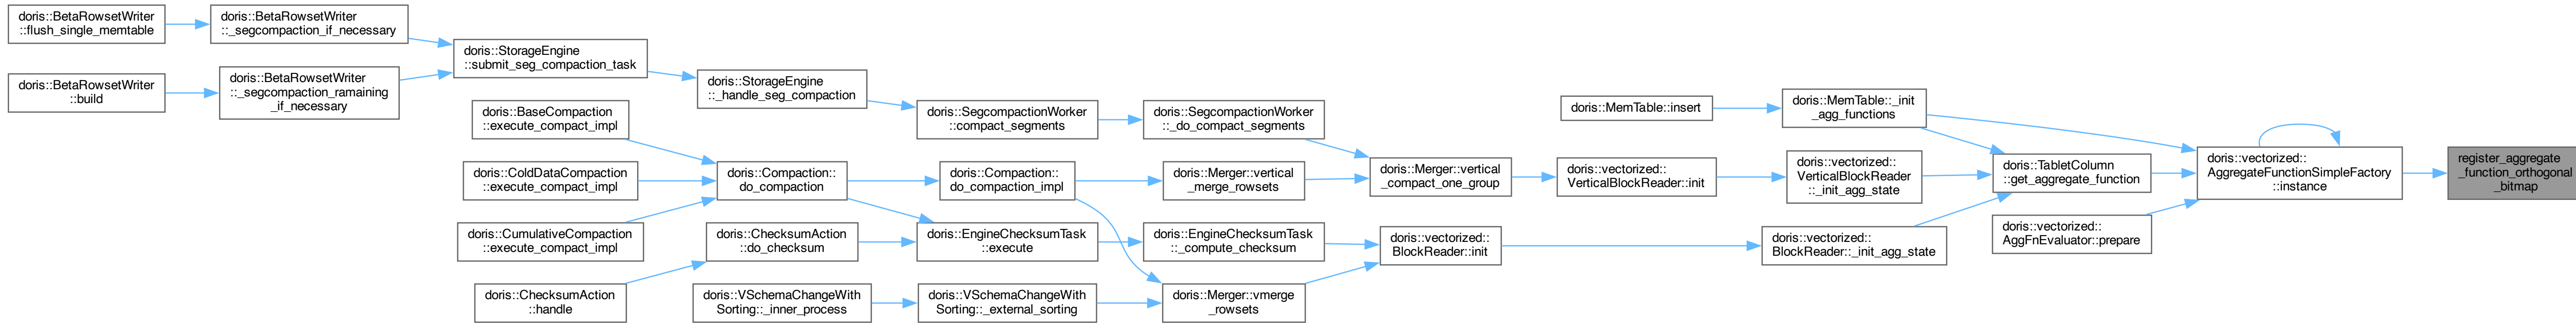 doris::BetaRowsetWriter
::flush_single_memtable
doris::BetaRowsetWriter
::_segcompaction_if_necessary
doris::BetaRowsetWriter
::build
doris::BetaRowsetWriter
::_segcompaction_ramaining
_if_necessary
doris::StorageEngine
::submit_seg_compaction_task
doris::StorageEngine
::_handle_seg_compaction
doris::BaseCompaction
::execute_compact_impl
doris::ColdDataCompaction
::execute_compact_impl
doris::CumulativeCompaction
::execute_compact_impl
doris::ChecksumAction
::handle
doris::Compaction::
do_compaction
doris::ChecksumAction
::do_checksum
doris::VSchemaChangeWith
Sorting::_inner_process
doris::SegcompactionWorker
::compact_segments
doris::Compaction::
do_compaction_impl
doris::EngineChecksumTask
::execute
doris::VSchemaChangeWith
Sorting::_external_sorting
doris::SegcompactionWorker
::_do_compact_segments
doris::Merger::vertical
_merge_rowsets
doris::EngineChecksumTask
::_compute_checksum
doris::Merger::vmerge
_rowsets
doris::Merger::vertical
_compact_one_group
doris::vectorized::
BlockReader::init
doris::MemTable::insert
doris::vectorized::
VerticalBlockReader::init
doris::MemTable::_init
_agg_functions
doris::vectorized::
VerticalBlockReader
::_init_agg_state
doris::vectorized::
BlockReader::_init_agg_state
doris::TabletColumn
::get_aggregate_function
doris::vectorized::
AggFnEvaluator::prepare
doris::vectorized::
AggregateFunctionSimpleFactory
::instance
register_aggregate
_function_orthogonal
_bitmap